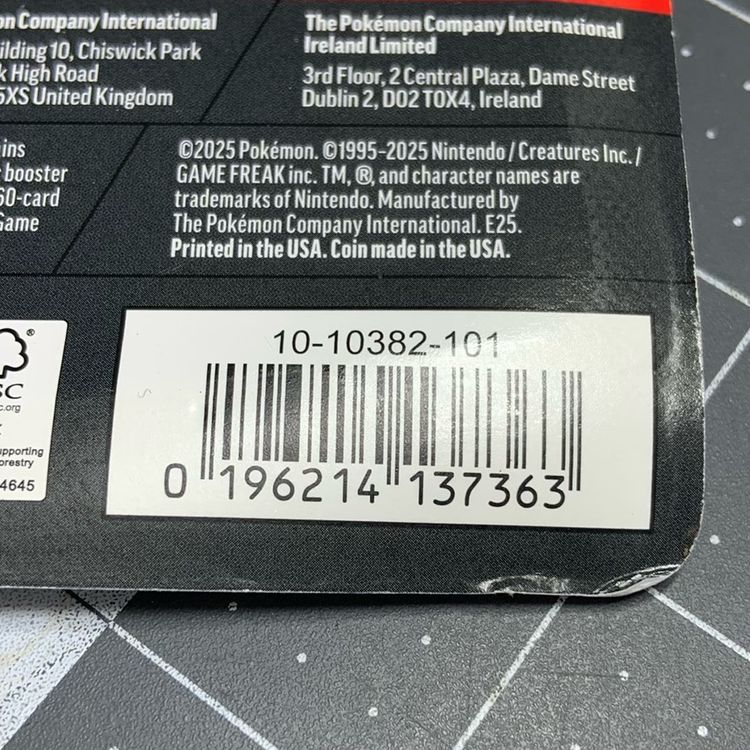 on Company International
ilding 10, Chiswick Park
k High Road
5XS United Kingdom
The Pokémon Company International
Ireland Limited
3rd Floor, 2 Central Plaza, Dame Street
Dublin 2, D02 T0X4, Ireland
ins
booster
60-card
Game
©2025 Pokémon. ©1995–2025 Nintendo / Creatures Inc. /
GAME FREAK inc. TM, ®, and character names are
trademarks of Nintendo. Manufactured by
The Pokémon Company International. E25.
Printed in the USA. Coin made in the USA.
®
SC
c.org
upporting
orestry
4645
10-10382-101
0 196214 137363